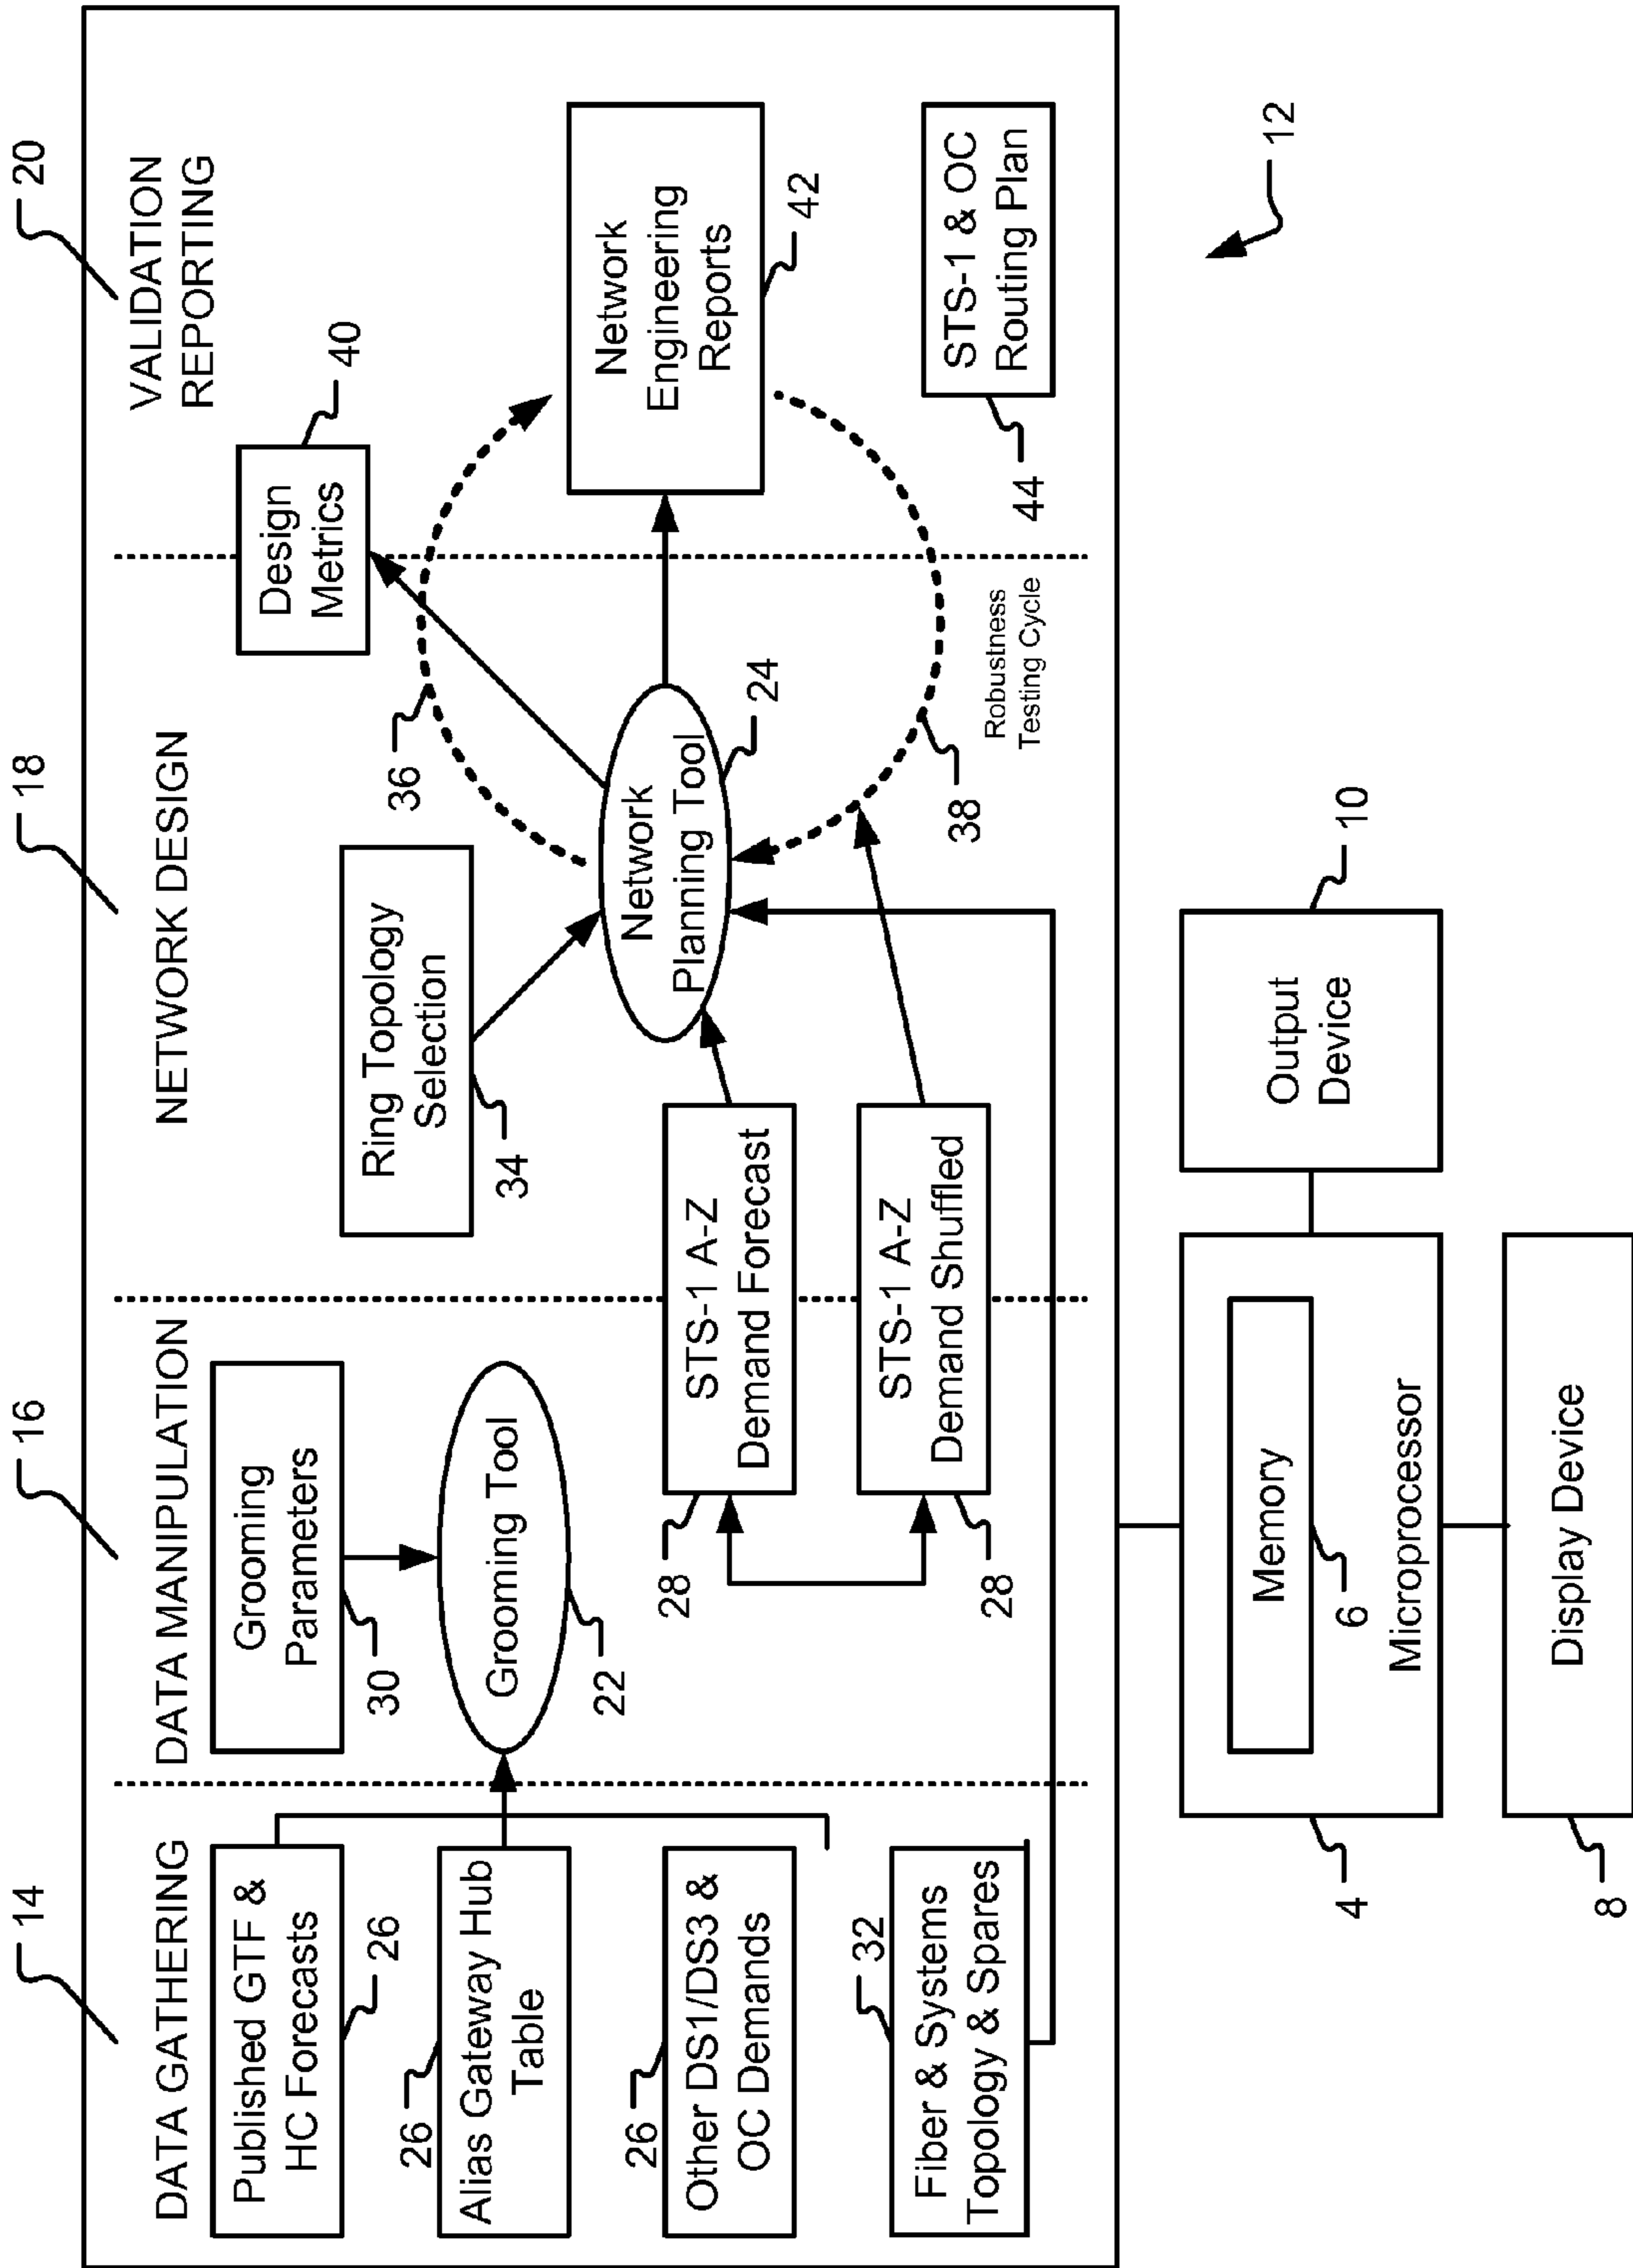 14
16
18
20
DATA GATHERING
DATA MANIPULATION
NETWORK DESIGN
VALIDATION
REPORTING
Published GTF &
HC Forecasts
26
26
Alias Gateway Hub
Table
26
Other DS1/DS3 &
OC Demands
32
Fiber & Systems
Topology & Spares
Grooming
Parameters
30
Grooming Tool
22
28
STS-1 A-Z
Demand Forecast
STS-1 A-Z
Demand Shuffled
28
Ring Topology
Selection
34
36
Network
Planning Tool
24
38
Robustness
Testing Cycle
Design
Metrics
40
Network
Engineering
Reports
42
44
STS-1 & OC
Routing Plan
12
Memory
6
Microprocessor
4
Output
Device
10
Display Device
8